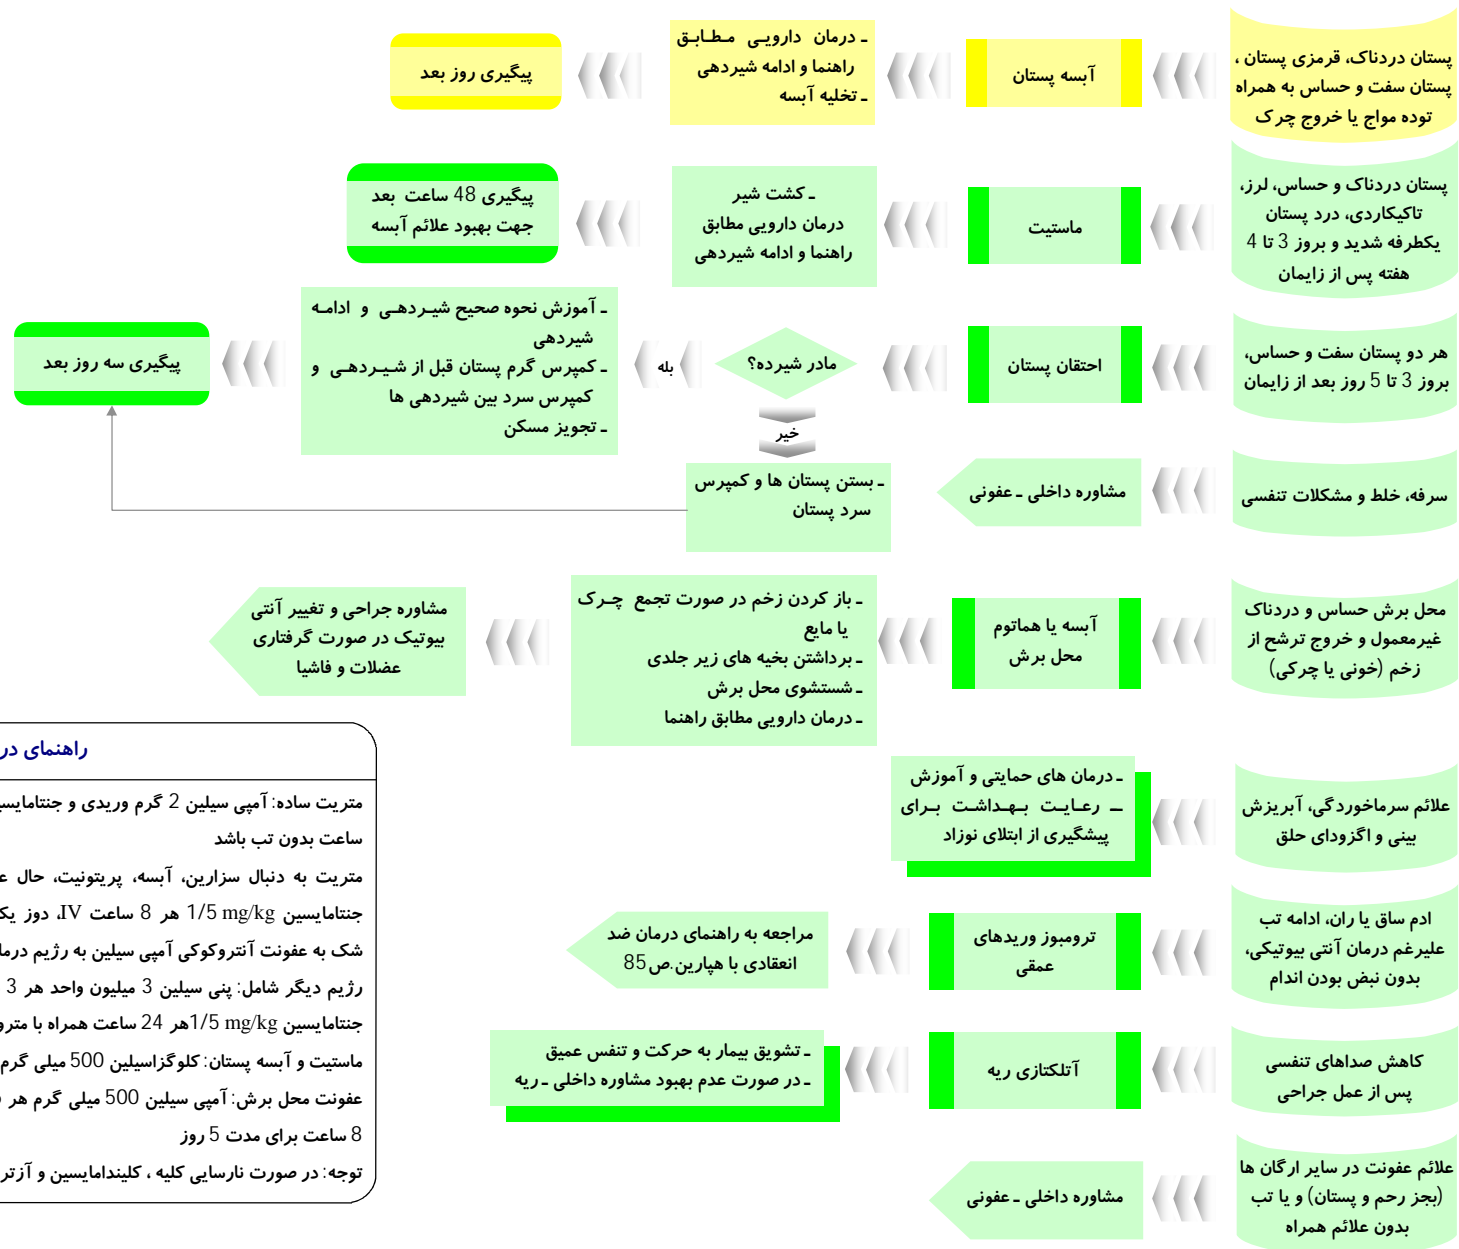 پستان دردناک، قرمزی پستان ،
پستان سفت و حساس به همراه
توده مواج یا خروج چرک
آبسه پستان
ـ درمان دارویی مطابق
راهنما و ادامه شیردهی
ـ تخلیه آبسه
پیگیری روز بعد
پستان دردناک و حساس، لرز،
تاکیکاردی، درد پستان
یکطرفه شدید و بروز 3 تا 4
هفته پس از زایمان
ماستیت
ـ کشت شیر
درمان دارویی مطابق
راهنما و ادامه شیردهی
پیگیری 48 ساعت بعد
جهت بهبود علائم آبسه
هر دو پستان سفت و حساس،
بروز 3 تا 5 روز بعد از زایمان
احتقان پستان
مادر شیرده؟
بله
ـ آموزش نحوه صحیح شیردهی و ادامه
شیردهی
ـ کمپرس گرم پستان قبل از شیردهی و
کمپرس سرد بین شیردهی ها
ـ تجویز مسکن
پیگیری سه روز بعد
خیر
ـ بستن پستان ها و کمپرس
سرد پستان
سرفه، خلط و مشکلات تنفسی
مشاوره داخلی ـ عفونی
محل برش حساس و دردناک
غیرمعمول و خروج ترشح از
زخم (خونی یا چرکی)
آبسه یا هماتوم
محل برش
ـ باز کردن زخم در صورت تجمع چرک
یا مایع
ـ برداشتن بخیه های زیر جلدی
ـ شستشوی محل برش
ـ درمان دارویی مطابق راهنما
مشاوره جراحی و تغییر آنتی
بیوتیک در صورت گرفتاری
عضلات و فاشیا
علائم سرماخوردگی، آبریزش
بینی و اگزودای حلق
ـ درمان های حمایتی و آموزش
ـ رعایت بهداشت برای
پیشگیری از ابتلای نوزاد
ادم ساق یا ران، ادامه تب
علیرغم درمان آنتی بیوتیکی،
بدون نبض بودن اندام
ترومبوز وریدهای
عمقی
مراجعه به راهنمای درمان ضد
انعقادی با هپارین.ص85
کاهش صداهای تنفسی
پس از عمل جراحی
آتلکتازی ریه
ـ تشویق بیمار به حرکت و تنفس عمیق
ـ در صورت عدم بهبود مشاوره داخلی ـ ریه
علائم عفونت در سایر ارگان ها
(بجز رحم و پستان) و یا تب
بدون علائم همراه
مشاوره داخلی ـ عفونی
راهنمای
متریت ساده: آمپی سیلین 2 گرم وریدی و
ساعت بدون تب باشد
متریت به دنبال سزارین، آبسه، پریتونیت، حال
جنتامایسین 1/5 mg/kg هر 8 ساعت IV، دوز
شک به عفونت آنتروکوکی آمپی سیلین به رژیم
رژیم دیگر شامل: پنی سیلین 3 میلیون واحد هر 3
جنتامایسین 1/5 mg/kg هر 24 ساعت همراه با
ماستیت و آبسه پستان: کلوگزاسیلین 500 میلی گرم
عفونت محل برش: آمپی سیلین 500 میلی گرم هر
8 ساعت برای مدت 5 روز
توجه: در صورت نارسایی کلیه ، کلیندامایسین و